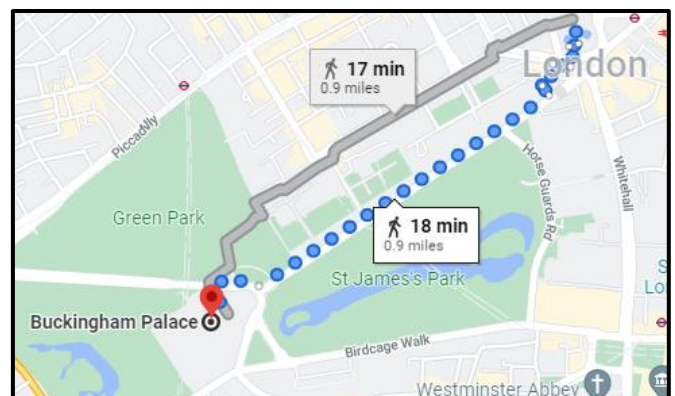 17 min
0.9 miles
London
Piccadilly
Whitehall
Horse Guards Rd
Green Park
18 min
0.9 miles
St James's Park
Buckingham Palace
Birdcage Walk
Westminster Abbey